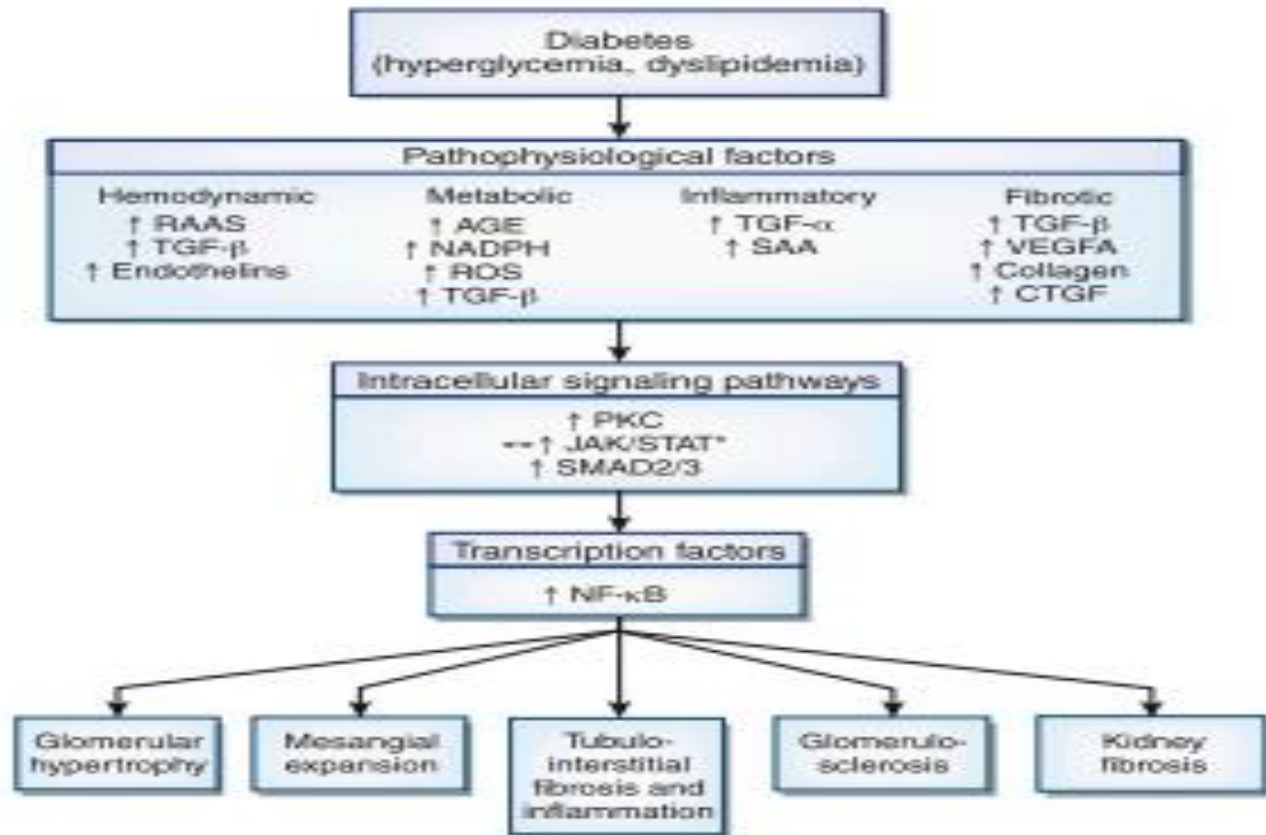 Diabetes
(hyperglycemia, dyslipidemia)
Pathophysiological factors
Hemodynamic
↑ RAAS
↑ TGF-β
↑ Endothelins
Metabolic
↑ AGE
↑ NADPH
↑ ROS
↑ TGF-β
Inflammatory
↑ TGF-α
↑ SAA
Fibrotic
↑ TGF-β
↑ VEGFA
↑ Collagen
↑ CTGF
Intracellular signaling pathways
↑ PKC
↔↑ JAK/STAT*
↑ SMAD2/3
Transcription factors
↑ NF-κB
Glomerular
hypertrophy
Mesangial
expansion
Tubulo-
interstitial
fibrosis and
inflammation
Glomerulo-
sclerosis
Kidney
fibrosis